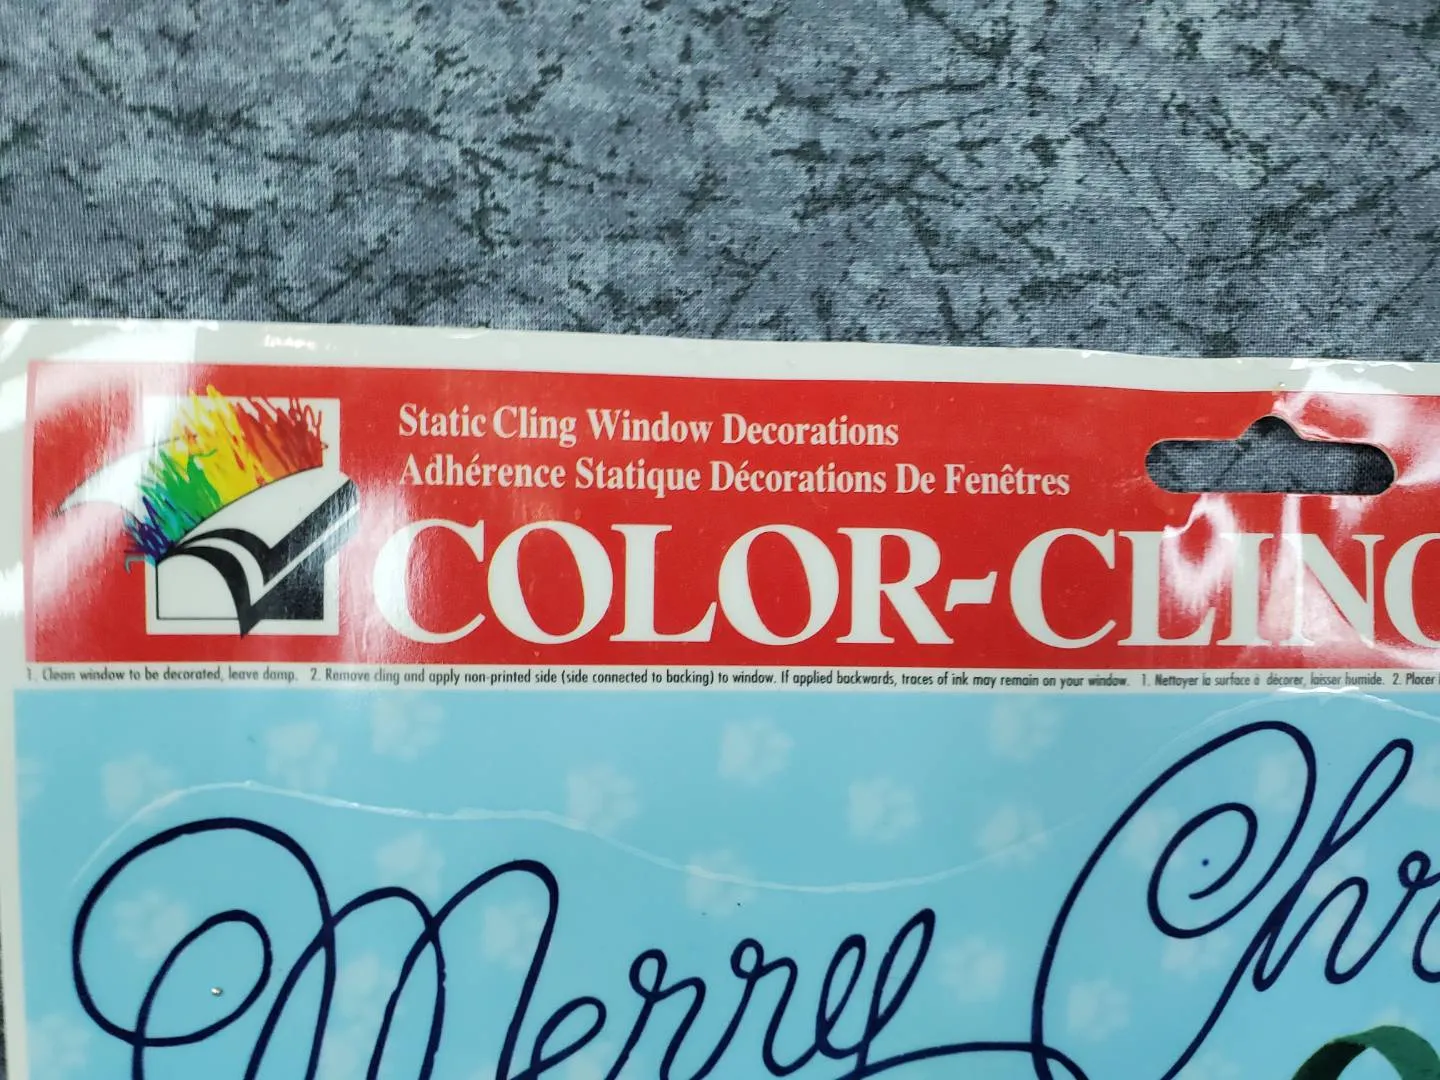 Static Cling Window Decorations
Adhérence Statique Décorations De Fenêtres
COLOR-CLING
1. Clean window to be decorated, leave damp. 2. Remove cling and apply non-printed side (side connected to backing) to window. If applied backwards, traces of ink may remain on your window. 1. Nettoyer la surface à décorer, laisser humide. 2. Placer
Merry Chr